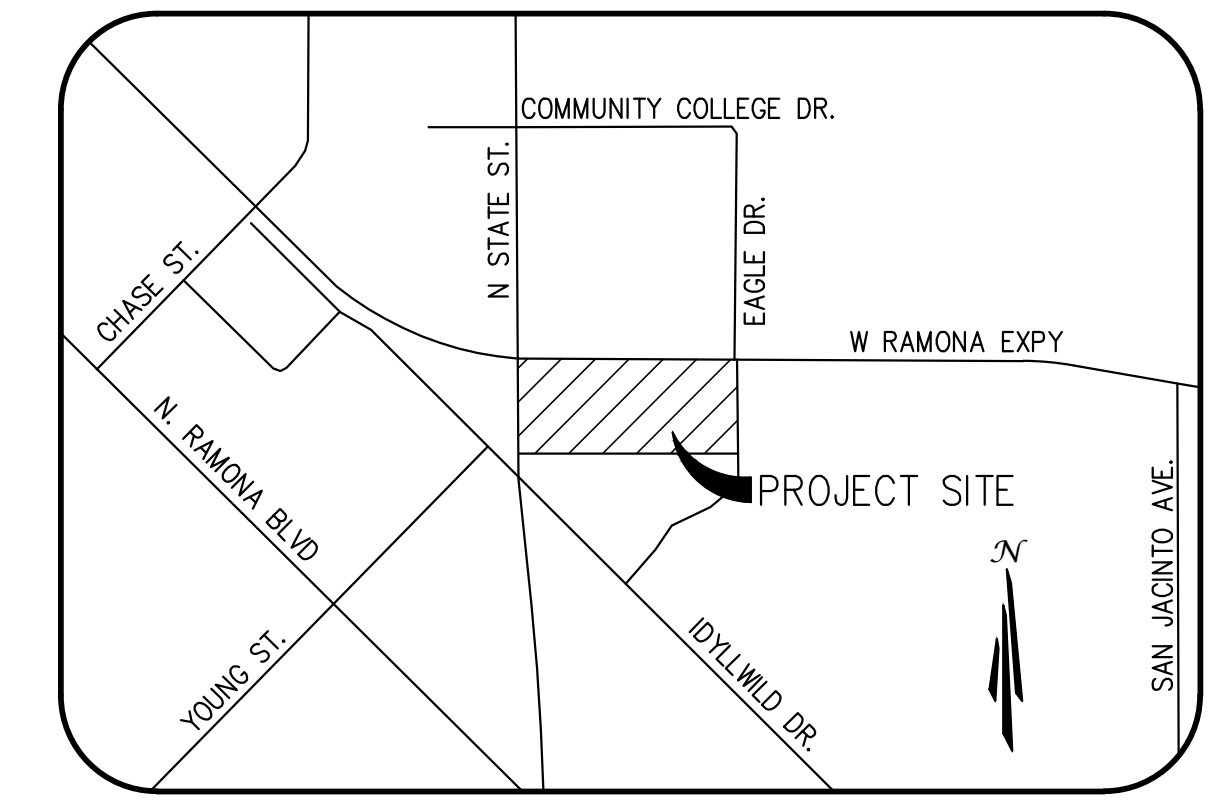 COMMUNITY COLLEGE DR.
N STATE ST.
EAGLE DR.
CHASE ST.
W RAMONA EXPY
N. RAMONA BLVD
PROJECT SITE
SAN JACINTO AVE.
N
YOUNG ST.
IDYLLWILD DR.